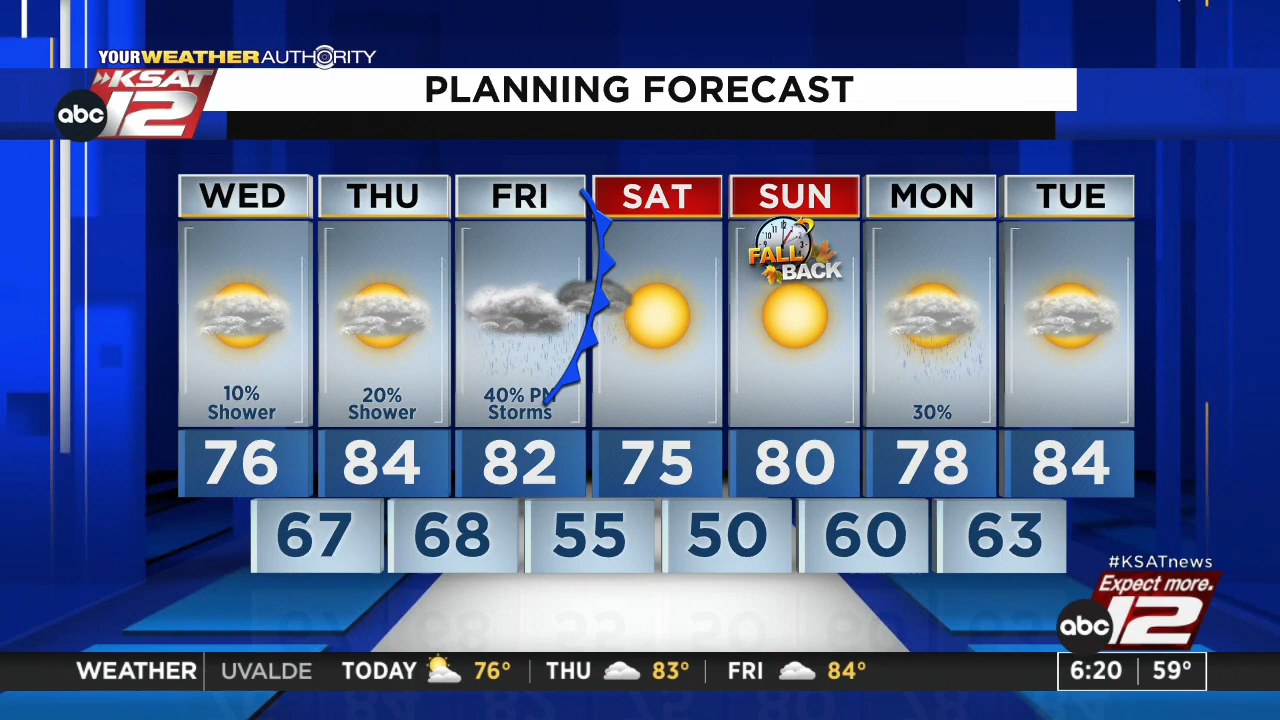 YOURWEATHERAUTHORITY
KSAT
abc 12
PLANNING FORECAST
WED THU FRI SAT SUN MON TUE
FALL
BACK
10%
Shower
20%
Shower
40% PM
Storms
30%
76 84 82 75 80 78 84
67 68 55 50 60 63
#KSATnews
Expect more.
abc 12
WEATHER UVALDE TODAY 76° THU 83° FRI 84° 6:20 59°